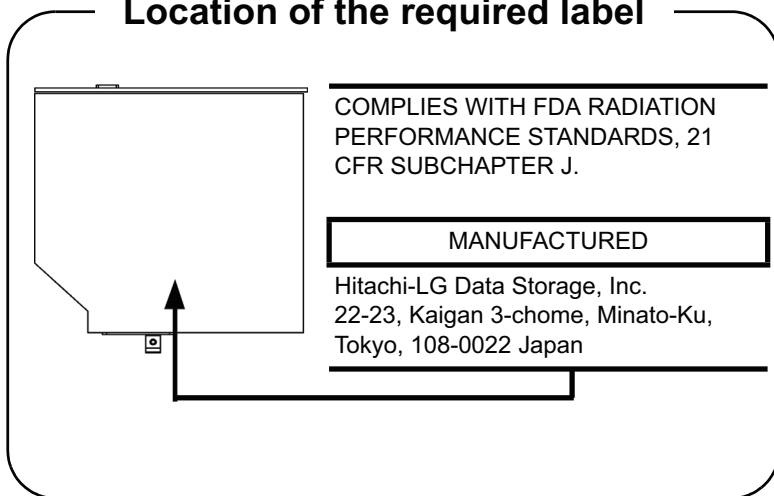 Location of the required label
COMPLIES WITH FDA RADIATION
PERFORMANCE STANDARDS, 21
CFR SUBCHAPTER J.
MANUFACTURED
Hitachi-LG Data Storage, Inc.
22-23, Kaigan 3-chome, Minato-Ku,
Tokyo, 108-0022 Japan